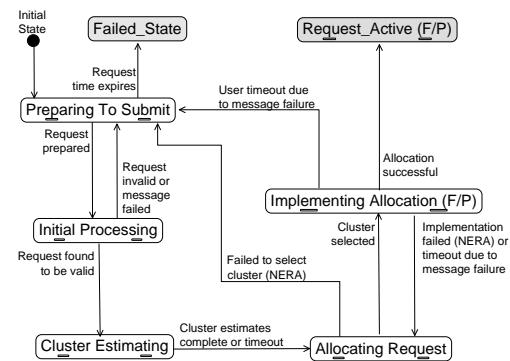 Initial
State
Failed_State
Request_Active (F/P)
Request
time expires
User timeout due
to message failure
Preparing To Submit
Request
prepared
Request
invalid or
message
failed
Allocation
successful
Implementing Allocation (F/P)
Initial Processing
Cluster
selected
Implementation
failed (NERA) or
timeout due to
message failure
Request found
to be valid
Failed to select
cluster (NERA)
Cluster Estimating
Cluster estimates
complete or timeout
Allocating Request